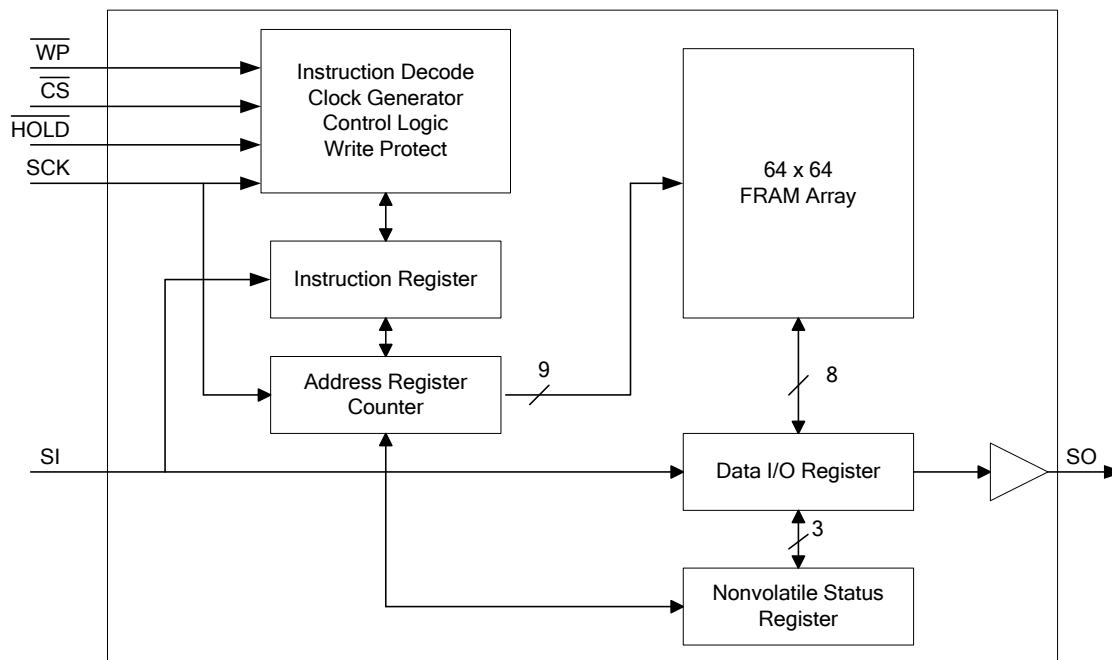 WP
CS
HOLD
SCK
Instruction Decode
Clock Generator
Control Logic
Write Protect
64 x 64
FRAM Array
Instruction Register
Address Register
Counter
9
8
SI
Data I/O Register
SO
3
Nonvolatile Status
Register